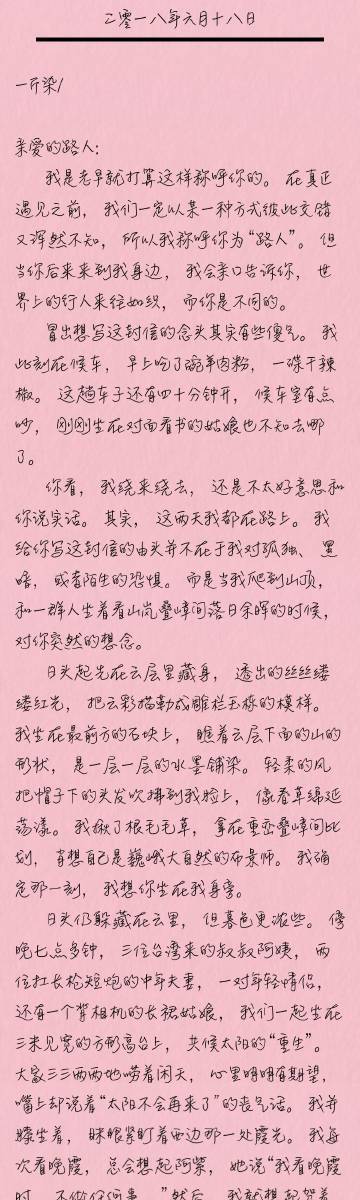 二零一八年六月十八日
一斤染/
亲爱的路人:
我是老早就打算这样称呼你的。在真正
遇见之前,我们一定以某一种方式彼此交错
又浑然不知,所以我称呼你为“路人”。但
当你后来来到我身边,我会亲口告诉你,世
界上的行人来往如织,而你是不同的。
冒出想写这封信的念头其实有些傻气。我
此刻在候车,早上吃了碗羊肉粉,一碟干辣
椒。这趟车子还有四十分钟开,候车室有点
吵,刚刚坐在对面看书的姑娘也不知去哪
了。
你看,我绕来绕去,还是不太好意思和
你说实话。其实,这两天我都在路上。我
给你写这封信的由头并不在于我对孤独、黑
暗,或者陌生的恐惧。而是当我爬到山顶,
和一群人坐着看山岚叠嶂间落日余晖的时候,
对你突然的想念。
日头起先在云层里藏身,透出的丝丝缕
缕红光,把云彩描勒成雕栏玉栋的模样。
我坐在最前方的石块上,瞧着云层下面的山的
形状,是一层一层的水墨铺染。轻柔的风
把帽子下的头发吹拂到我脸上,像春草绵延
荡漾。我揪了根毛毛草,拿在重峦叠嶂间比
划,肖想自己是巍峨大自然的布景师。我确
定那一刻,我想你坐在我身旁。
日头仍躲藏在云里,但暮色更浓些。傍
晚七点多钟,三位台湾来的叔叔阿姨,两
位扛长枪短炮的中年夫妻,一对年轻情侣,
还有一个背相机的长裙姑娘,我们一起坐在
三米见宽的方形高台上,共候太阳的“重生”。
大家三三两两地唠着闲天,心里明明有期望,
嘴上却说着“太阳不会再来了”的丧气话。我并
膝坐着,眯眼紧盯着西边那一处霞光。我每
次看晚霞,总会想起阿紫,她说“我看晚霞
时,不做任何事。”然后,我就想起架着